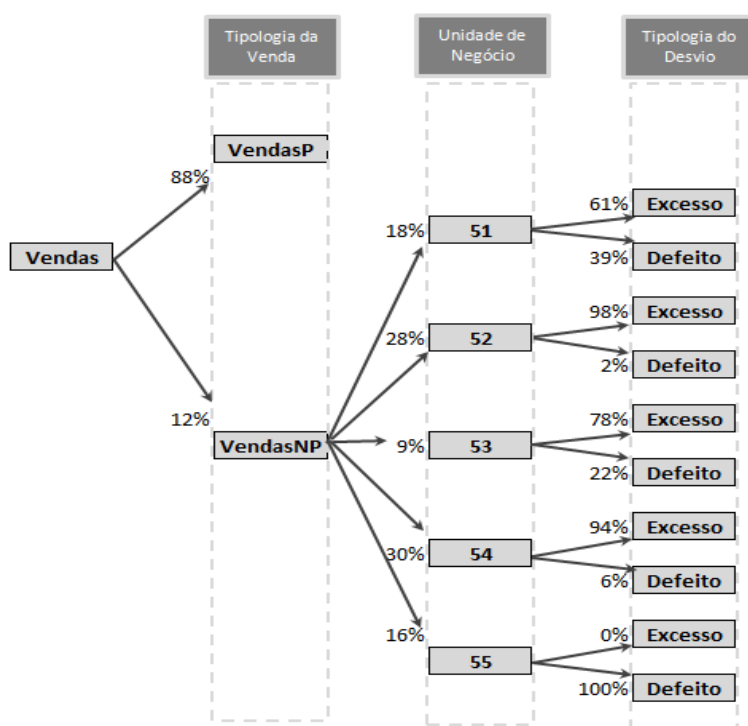 Tipologia da
Venda
Unidade de
Negócio
Tipologia do
Desvio
VendasP
88%
Vendas
12%
VendasNP
18%
51
61%
Excesso
39%
Defeito
28%
52
98%
Excesso
2%
Defeito
9%
53
78%
Excesso
22%
Defeito
30%
54
94%
Excesso
6%
Defeito
16%
55
0%
Excesso
100%
Defeito